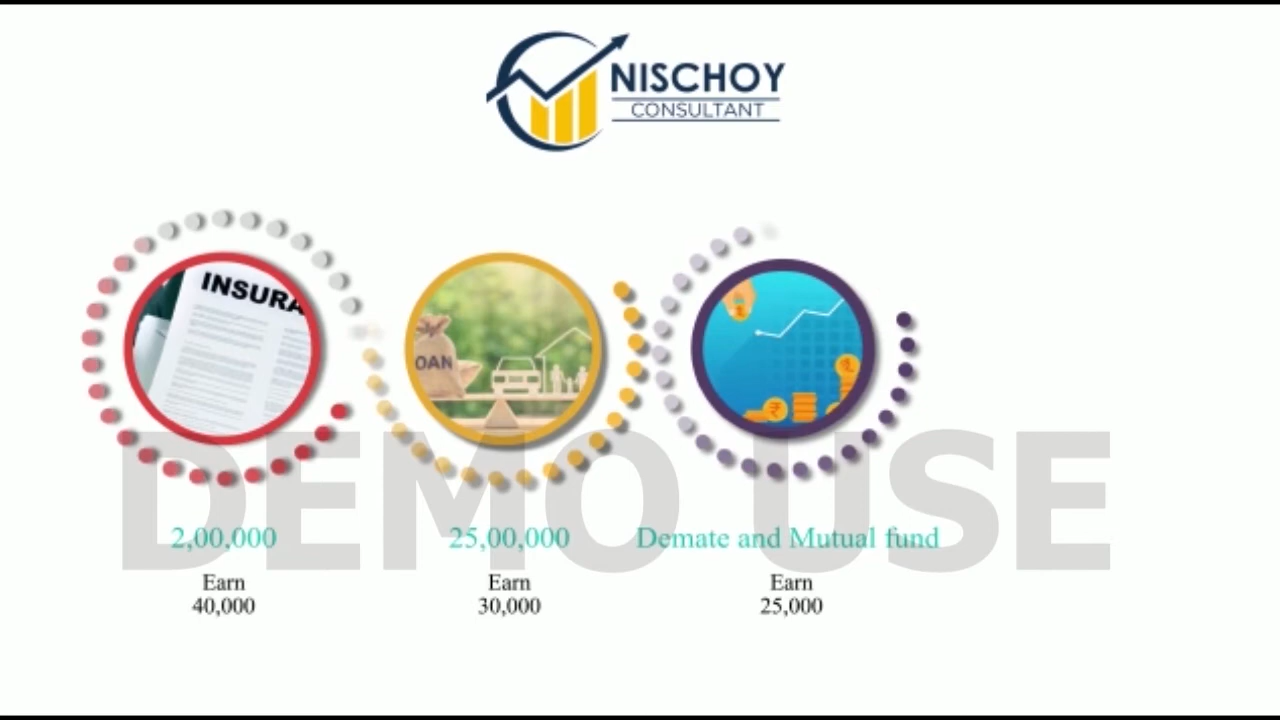 NISCHOY
CONSULTANT
INSURA
OAN
DEMO USE
2,00,000
25,00,000
Demate and Mutual fund
Earn
40,000
Earn
30,000
Earn
25,000